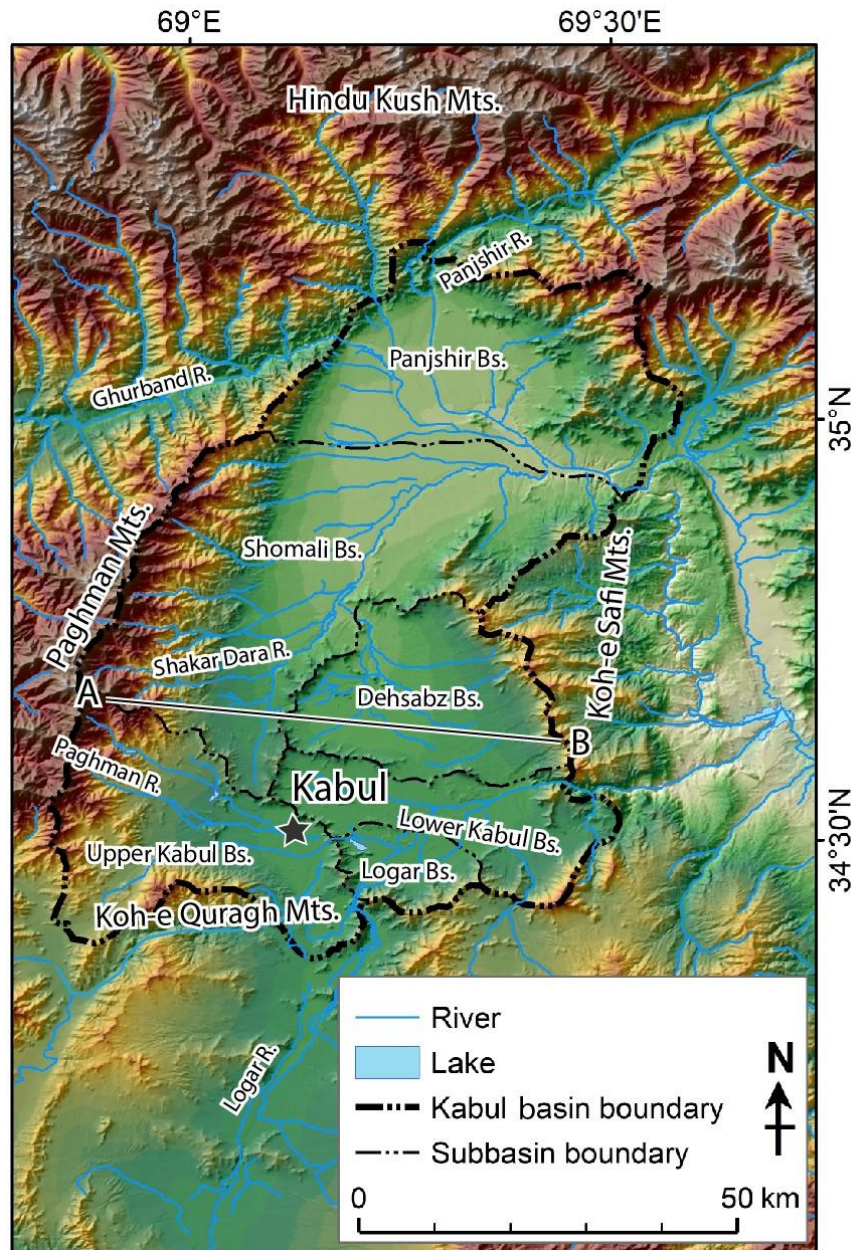 69°E
69°30'E
Hindu Kush Mts.
Panjshir R.
Panjshir Bs.
Ghurband R.
35°N
Paghman Mts.
Shomali Bs.
Koh-e Safi Mts.
Shakar Dara R.
A
Dehsabz Bs.
B
Paghman R.
Kabul
Lower Kabul Bs.
34°30'N
Upper Kabul Bs.
Logar Bs.
Koh-e Quragh Mts.
Logar R.
River
Lake
Kabul basin boundary
Subbasin boundary
N
0
50 km